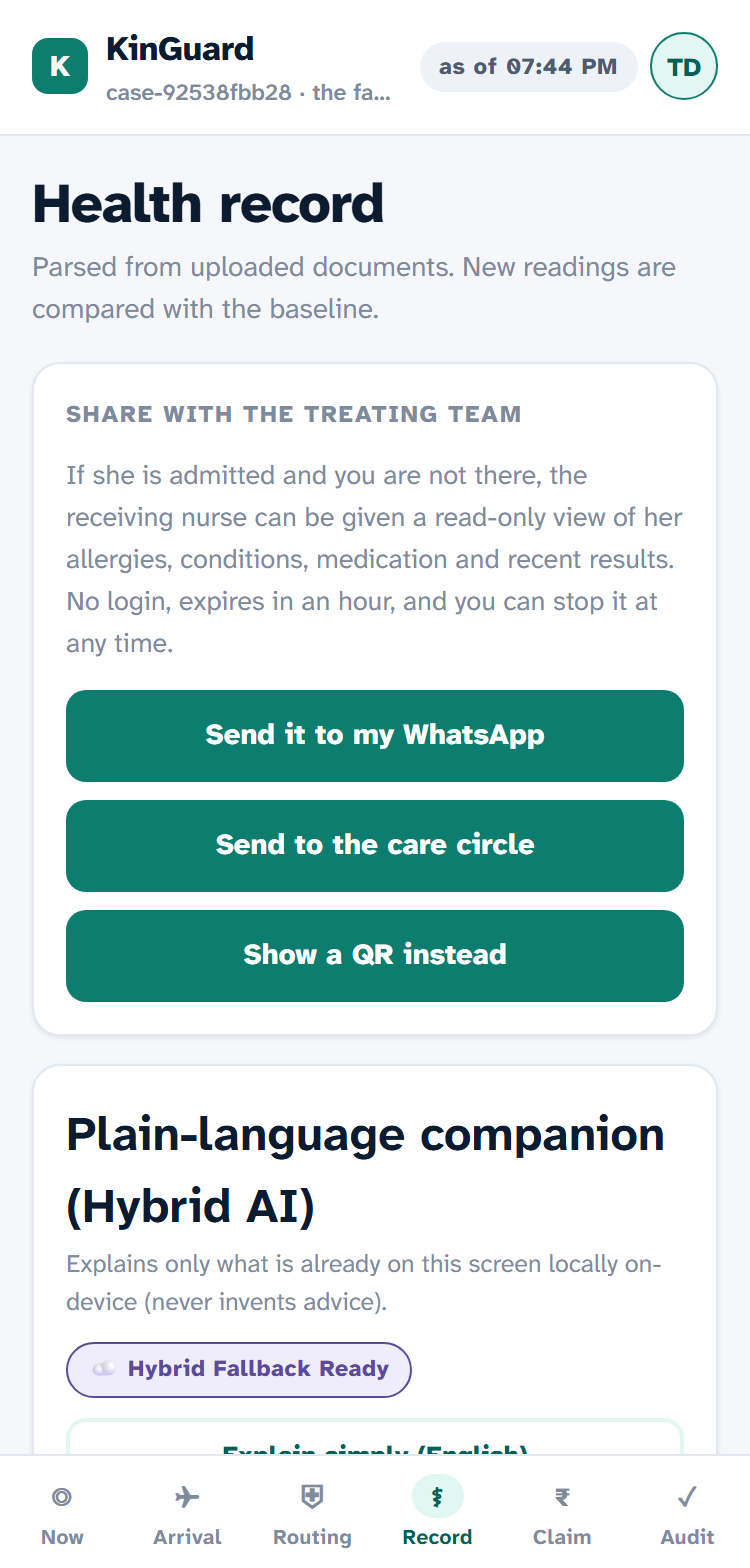 K
KinGuard
case-92538fbb28 · the fa...
as of 07:44 PM
TD
Health record
Parsed from uploaded documents. New readings are
compared with the baseline.
SHARE WITH THE TREATING TEAM
If she is admitted and you are not there, the
receiving nurse can be given a read-only view of her
allergies, conditions, medication and recent results.
No login, expires in an hour, and you can stop it at
any time.
Send it to my WhatsApp
Send to the care circle
Show a QR instead
Plain-language companion
(Hybrid AI)
Explains only what is already on this screen locally on-
device (never invents advice).
Hybrid Fallback Ready
Explain simply (English)
Now
Arrival
Routing
₹
Record
Claim
Audit